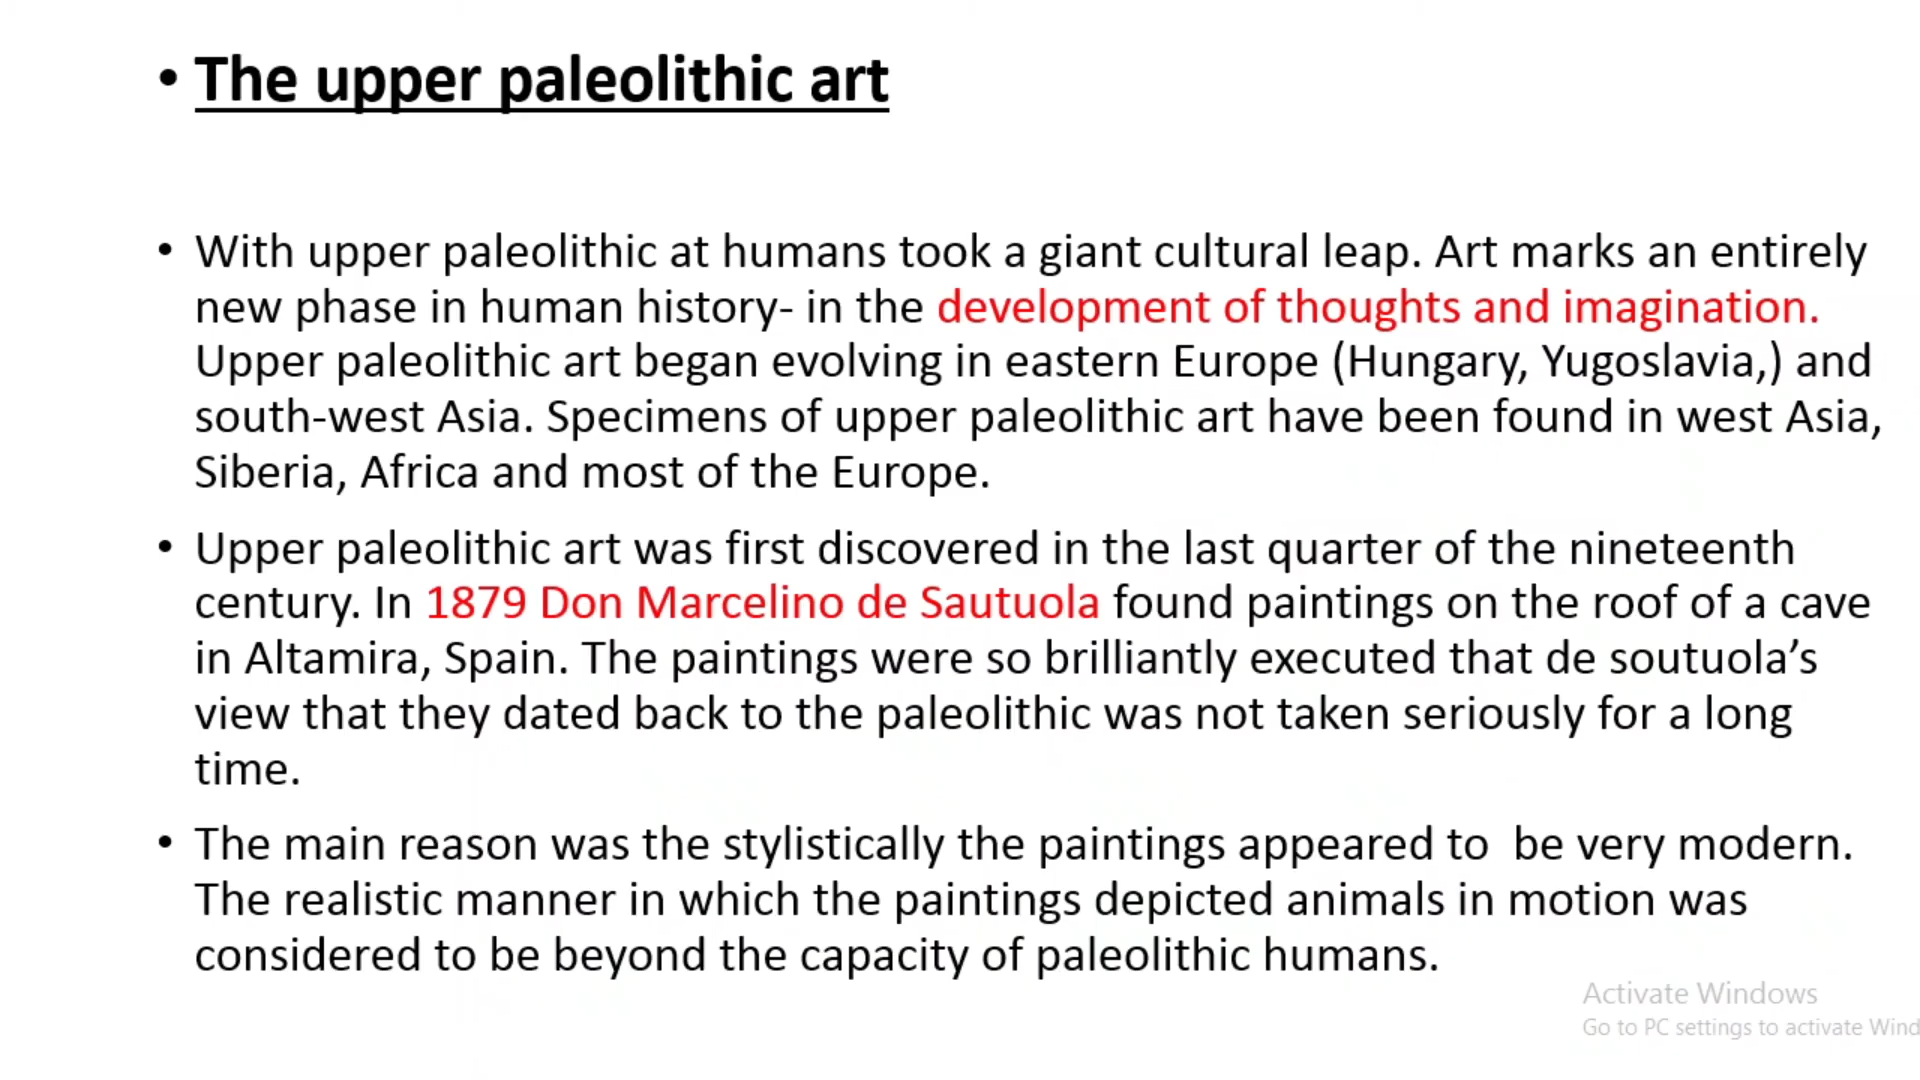 • The upper paleolithic art
• With upper paleolithic at humans took a giant cultural leap. Art marks an entirely
new phase in human history- in the development of thoughts and imagination.
Upper paleolithic art began evolving in eastern Europe (Hungary, Yugoslavia,) and
south-west Asia. Specimens of upper paleolithic art have been found in west Asia,
Siberia, Africa and most of the Europe.
• Upper paleolithic art was first discovered in the last quarter of the nineteenth
century. In 1879 Don Marcelino de Sautuola found paintings on the roof of a cave
in Altamira, Spain. The paintings were so brilliantly executed that de soutuola’s
view that they dated back to the paleolithic was not taken seriously for a long
time.
• The main reason was the stylistically the paintings appeared to  be very modern.
The realistic manner in which the paintings depicted animals in motion was
considered to be beyond the capacity of paleolithic humans.
Activate Windows
Go to PC settings to activate Wind